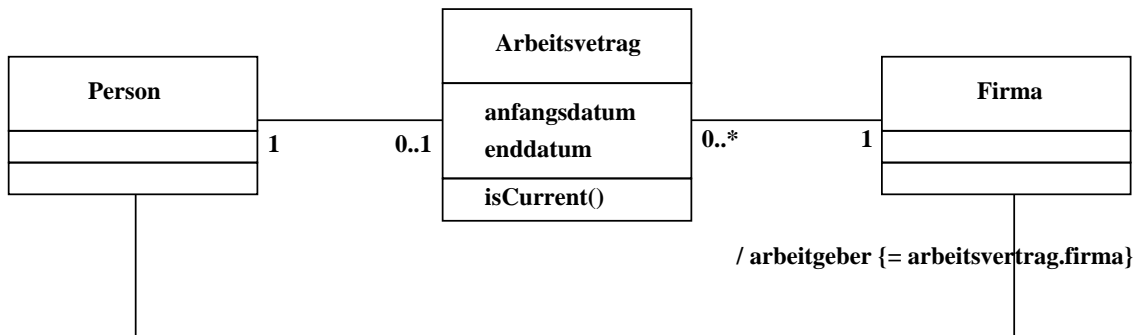 Arbeitsvetrag
Person
Firma
anfangsdatum
enddatum
1
0..1
0..*
1
isCurrent()
/ arbeitgeber {= arbeitsvertrag.firma}